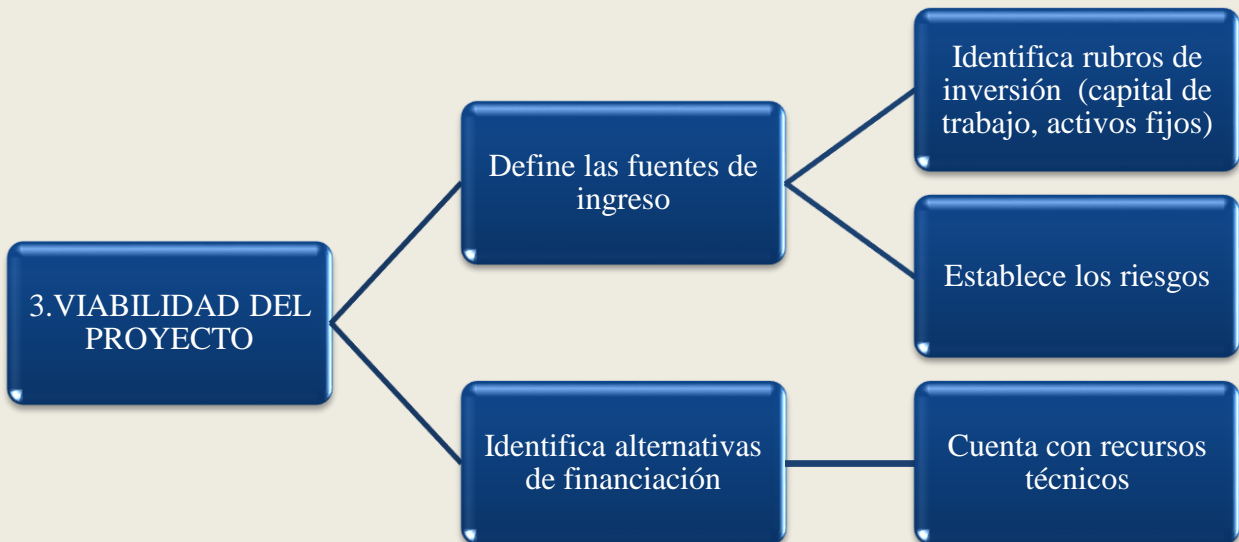 3.VIABILIDAD DEL
PROYECTO
Define las fuentes de
ingreso
Identifica rubros de
inversión (capital de
trabajo, activos fijos)
Establece los riesgos
Identifica alternativas
de financiación
Cuenta con recursos
técnicos